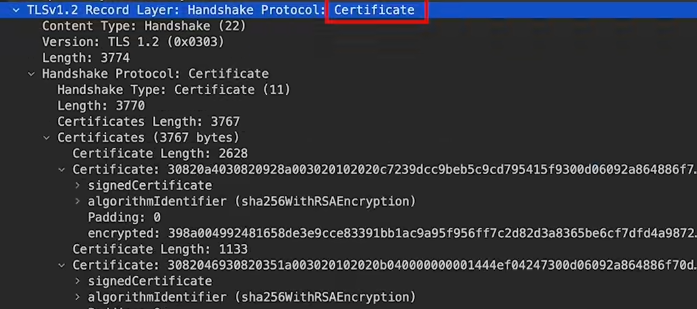 TLSv1.2 Record Layer: Handshake Protocol: Certificate
Content Type: Handshake (22)
Version: TLS 1.2 (0x0303)
Length: 3774
Handshake Protocol: Certificate
Handshake Type: Certificate (11)
Length: 3770
Certificates Length: 3767
Certificates (3767 bytes)
Certificate Length: 2628
Certificate: 30820a4030820928a003020102020c7239dcc9beb5c9cd795415f9300d06092a864886f7…
signedCertificate
algorithmIdentifier (sha256WithRSAEncryption)
Padding: 0
encrypted: 398a004992481658de3e9cce83391bb1ac9a95f956ff7c2d82d3a8365be6cf7dfd4a9872…
Certificate Length: 1133
Certificate: 3082046930820351a003020102020b040000000001444ef04247300d06092a864886f70d…
signedCertificate
algorithmIdentifier (sha256WithRSAEncryption)